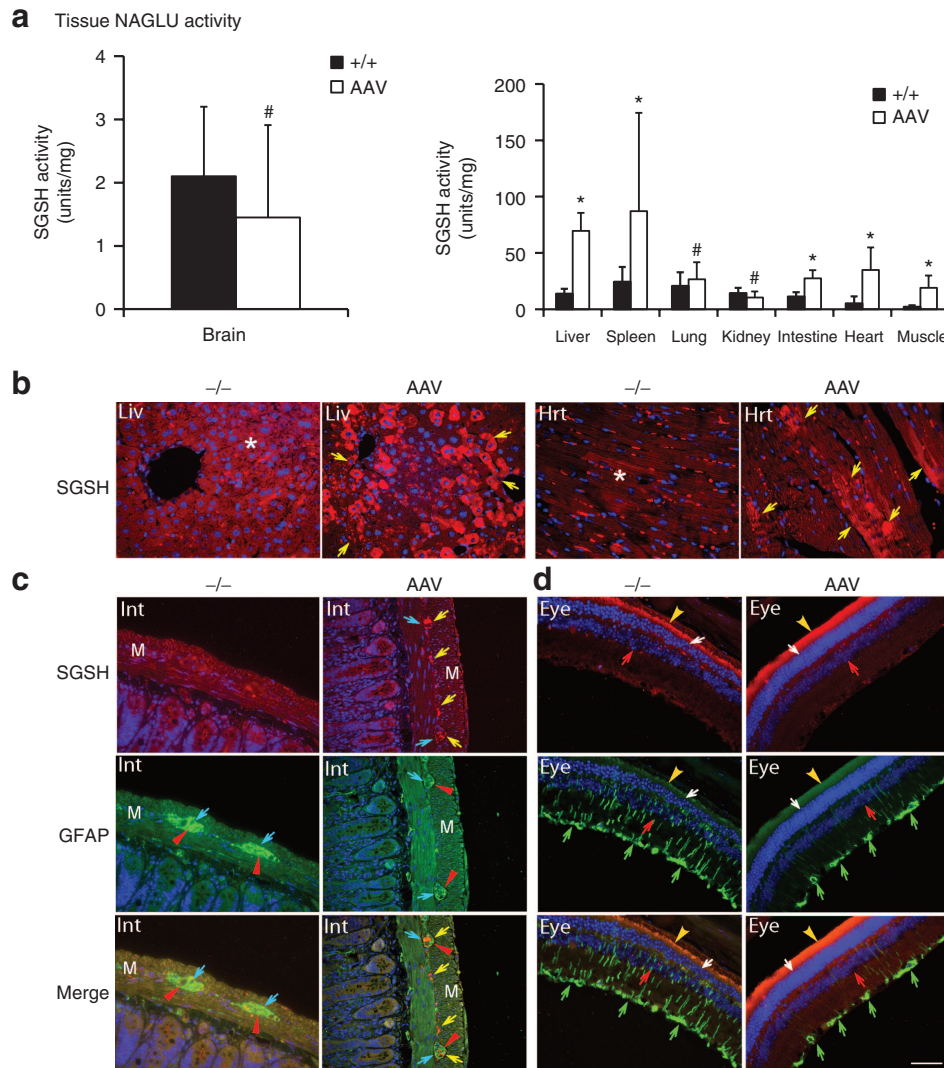 a Tissue NAGLU activity
SGSH activity
(units/mg)
4
3
2
1
0
+/+
AAV
#
Brain
SGSH activity
(units/mg)
200
150
100
50
0
+/+
AAV
* * # # * * *
Liver Spleen Lung Kidney Intestine Heart Muscle
b –/– AAV –/– AAV
SGSH
Liv * Liv Hrt * Hrt
c –/– AAV d –/– AAV
SGSH
Int M Int M Eye Eye
GFAP
Int M Int M Eye Eye
Merge
Int M Int M Eye Eye